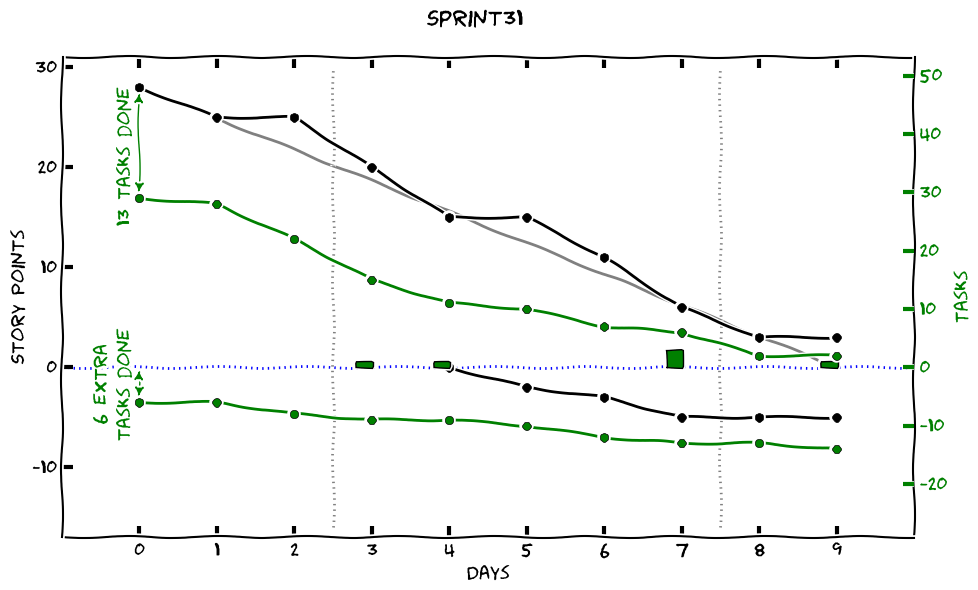 SPRINT31
30
20
10
0
-10
STORY POINTS
13 TASKS DONE
6 EXTRA
TASKS DONE
50
40
30
20
10
0
-10
-20
TASKS
0 1 2 3 4 5 6 7 8 9
DAYS